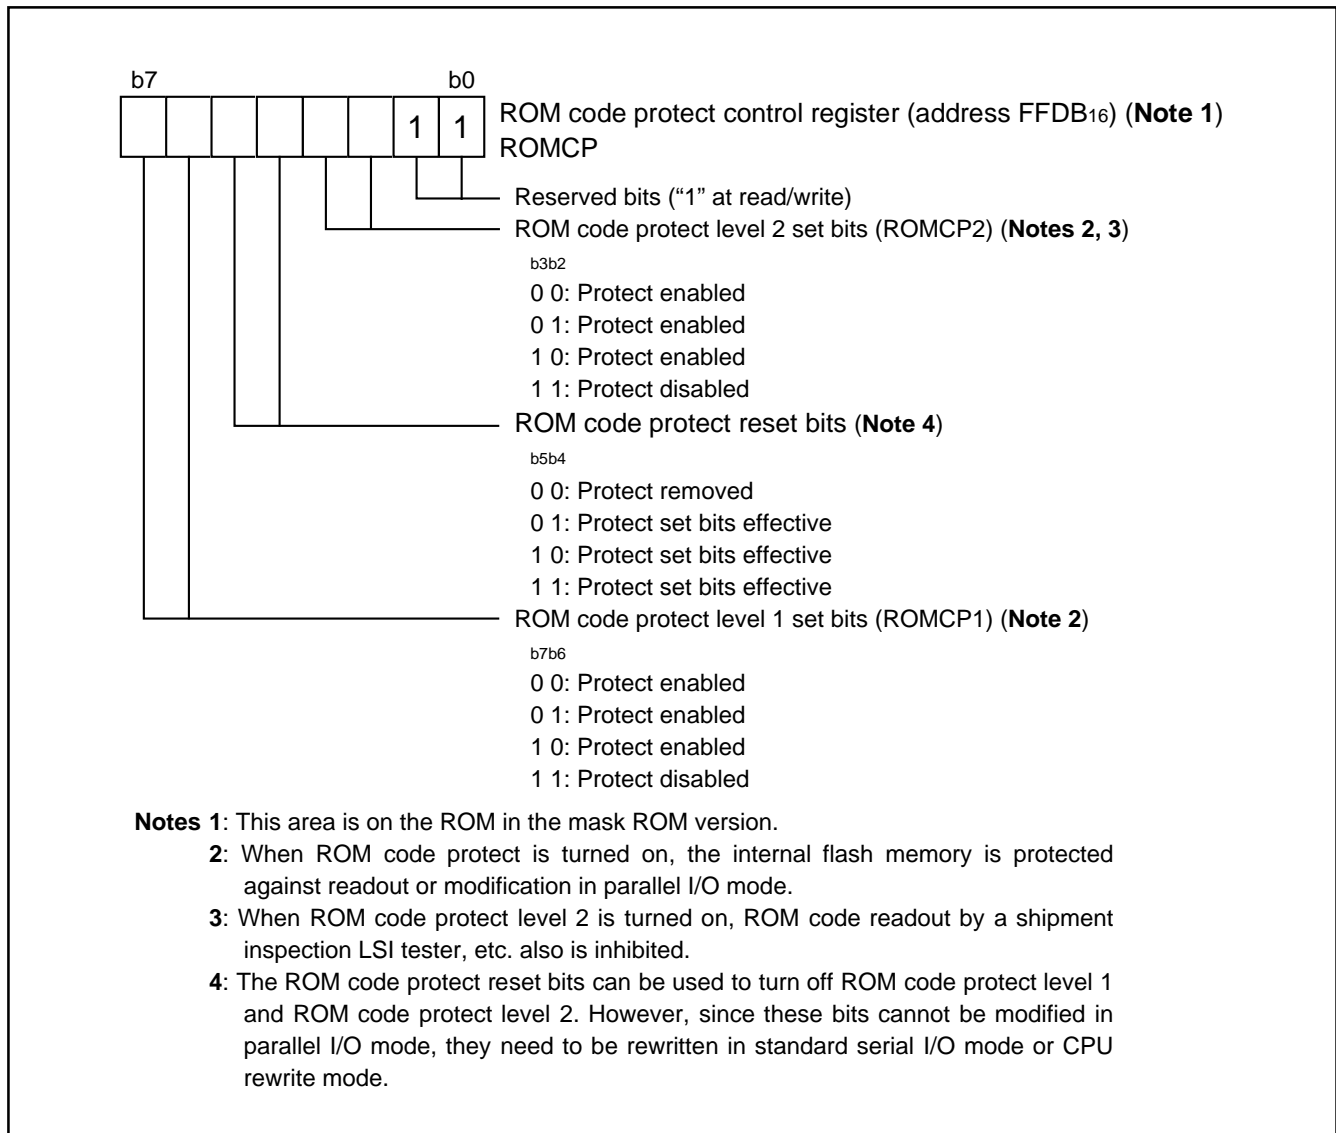 b7 b0
1 1 ROM code protect control register (address FFDB16) (Note 1)
ROMCP
Reserved bits (“1” at read/write)
ROM code protect level 2 set bits (ROMCP2) (Notes 2, 3)
b3b2
0 0: Protect enabled
0 1: Protect enabled
1 0: Protect enabled
1 1: Protect disabled
ROM code protect reset bits (Note 4)
b5b4
0 0: Protect removed
0 1: Protect set bits effective
1 0: Protect set bits effective
1 1: Protect set bits effective
ROM code protect level 1 set bits (ROMCP1) (Note 2)
b7b6
0 0: Protect enabled
0 1: Protect enabled
1 0: Protect enabled
1 1: Protect disabled
Notes 1: This area is on the ROM in the mask ROM version.
2: When ROM code protect is turned on, the internal flash memory is protected
against readout or modification in parallel I/O mode.
3: When ROM code protect level 2 is turned on, ROM code readout by a shipment
inspection LSI tester, etc. also is inhibited.
4: The ROM code protect reset bits can be used to turn off ROM code protect level 1
and ROM code protect level 2. However, since these bits cannot be modified in
parallel I/O mode, they need to be rewritten in standard serial I/O mode or CPU
rewrite mode.